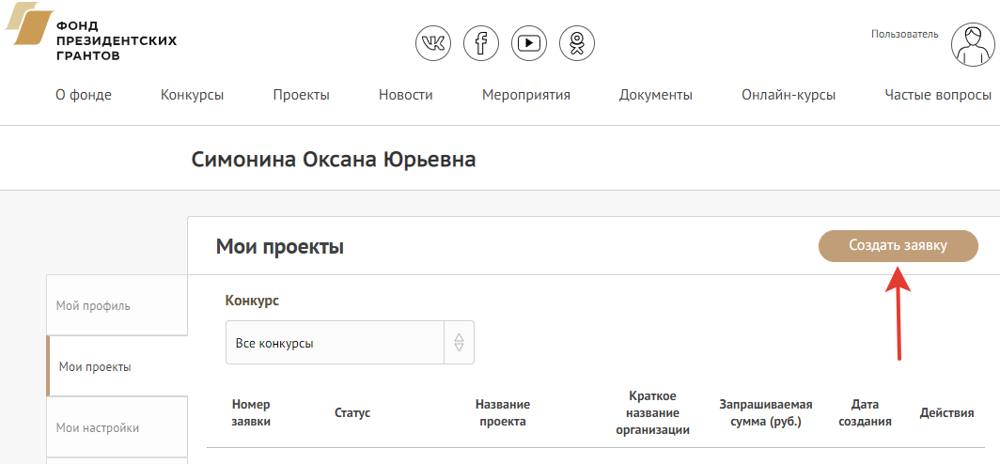 ФОНД
ПРЕЗИДЕНТСКИХ
ГРАНТОВ
Пользователь
О фонде Конкурсы Проекты Новости Мероприятия Документы Онлайн-курсы Частые вопросы
Симонина Оксана Юрьевна
Мои проекты Создать заявку
Мой профиль
Мои проекты
Мои настройки
Конкурс
Все конкурсы
Номер
заявки
Статус
Название
проекта
Краткое
название
организации
Запрашиваемая
сумма (руб.)
Дата
создания
Действия